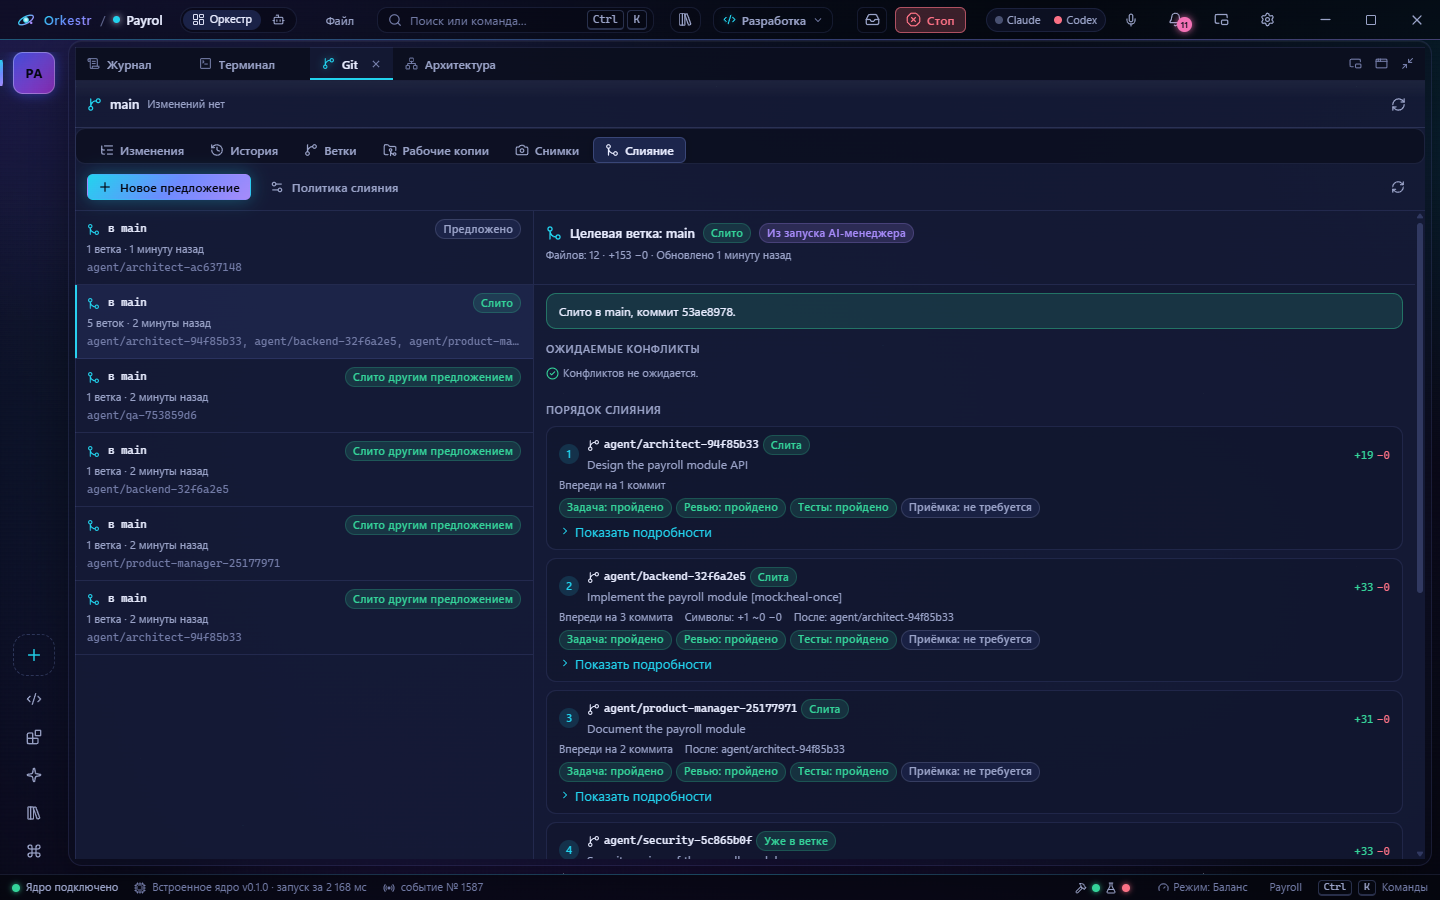 Orkestr / Payrol
Оркестр
Файл
Поиск или команда...
Ctrl K
Разработка
Стоп
Claude
Codex
11
PA
Журнал
Терминал
Git
Архитектура
main Изменений нет
Изменения
История
Ветки
Рабочие копии
Снимки
Слияние
Новое предложение
Политика слияния
в main
Предложено
1 ветка · 1 минуту назад
agent/architect-ac637148
в main
Слито
5 веток · 2 минуты назад
agent/architect-94f85b33, agent/backend-32f6a2e5, agent/product-ma…
в main
Слито другим предложением
1 ветка · 2 минуты назад
agent/qa-753859d6
в main
Слито другим предложением
1 ветка · 2 минуты назад
agent/backend-32f6a2e5
в main
Слито другим предложением
1 ветка · 2 минуты назад
agent/product-manager-25177971
в main
Слито другим предложением
1 ветка · 2 минуты назад
agent/architect-94f85b33
Целевая ветка: main Слито Из запуска AI-менеджера
Файлов: 12 · +153 −0 · Обновлено 1 минуту назад
Слито в main, коммит 53ae8978.
ОЖИДАЕМЫЕ КОНФЛИКТЫ
Конфликтов не ожидается.
ПОРЯДОК СЛИЯНИЯ
1 agent/architect-94f85b33 Слита
+19 −0
Design the payroll module API
Впереди на 1 коммит
Задача: пройдено Ревью: пройдено Тесты: пройдено Приёмка: не требуется
Показать подробности
2 agent/backend-32f6a2e5 Слита
+33 −0
Implement the payroll module [mock:heal-once]
Впереди на 3 коммита Символы: +1 ~0 −0 После: agent/architect-94f85b33
Задача: пройдено Ревью: пройдено Тесты: пройдено Приёмка: не требуется
Показать подробности
3 agent/product-manager-25177971 Слита
+31 −0
Document the payroll module
Впереди на 2 коммита После: agent/architect-94f85b33
Задача: пройдено Ревью: пройдено Тесты: пройдено Приёмка: не требуется
Показать подробности
4 agent/security-5c865b0f Уже в ветке
+33 −0
Ядро подключено
Встроенное ядро v0.1.0 · запуск за 2 168 мс
событие № 1587
Режим: Баланс
Payroll
Ctrl K Команды